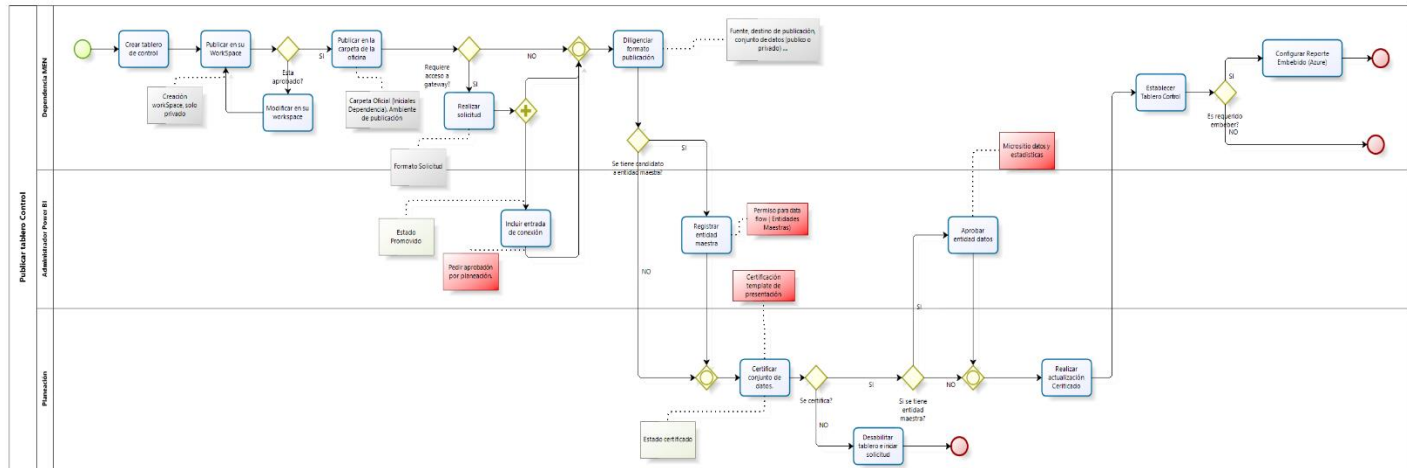 Publicar tablero Control
Dependencia MEN
Crear tablero
de control
Publicar en su
WorkSpace
Esta
aprobado?
SI
Publicar en la
carpeta de la
oficina
Creación
workSpace, solo
privado
Modificar en su
workspace
Carpeta Oficial (Iniciales
Dependencia). Ambiente
de publicación
Requiere
acceso a
gateway?
NO
SI
Realizar
solicitud
Formato Solicitud
Diligenciar
formato
publicación
Fuente, destino de publicación,
conjunto de datos (publico o
privado) ...
Se tiene candidato
a entidad maestra?
SI
NO
Establecer
Tablero Control
Es requerido
embeber?
SI
NO
Configurar Reporte
Embebido (Azure)
Micrositio datos y
estadísticas
Administrador Power BI
Estado
Promovido
Incluir entrada
de conexión
Pedir aprobación
por planeación.
Registrar
entidad
maestra
Permiso para data
flow ( Entidades
Maestras)
Certificación
template de
presentación
Aprobar
entidad datos
SI
Planeación
Certificar
conjunto de
datos.
Estado certificado
Se certifica?
SI
NO
Si se tiene
entidad
maestra?
NO
Realizar
actualización
Certificado
Desabilitar
tablero e iniciar
solicitud